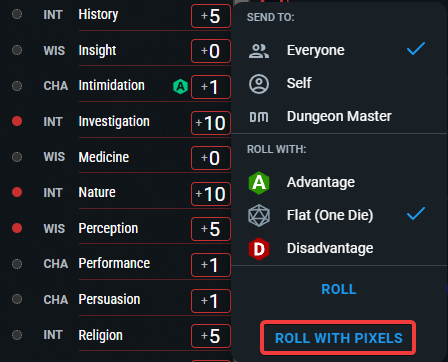 INT History +5
WIS Insight +0
CHA Intimidation A +1
INT Investigation +10
WIS Medicine +0
INT Nature +10
WIS Perception +5
CHA Performance +1
CHA Persuasion +1
INT Religion +5
SEND TO:
Everyone
Self
DM Dungeon Master
ROLL WITH:
A Advantage
Flat (One Die)
D Disadvantage
ROLL
ROLL WITH PIXELS